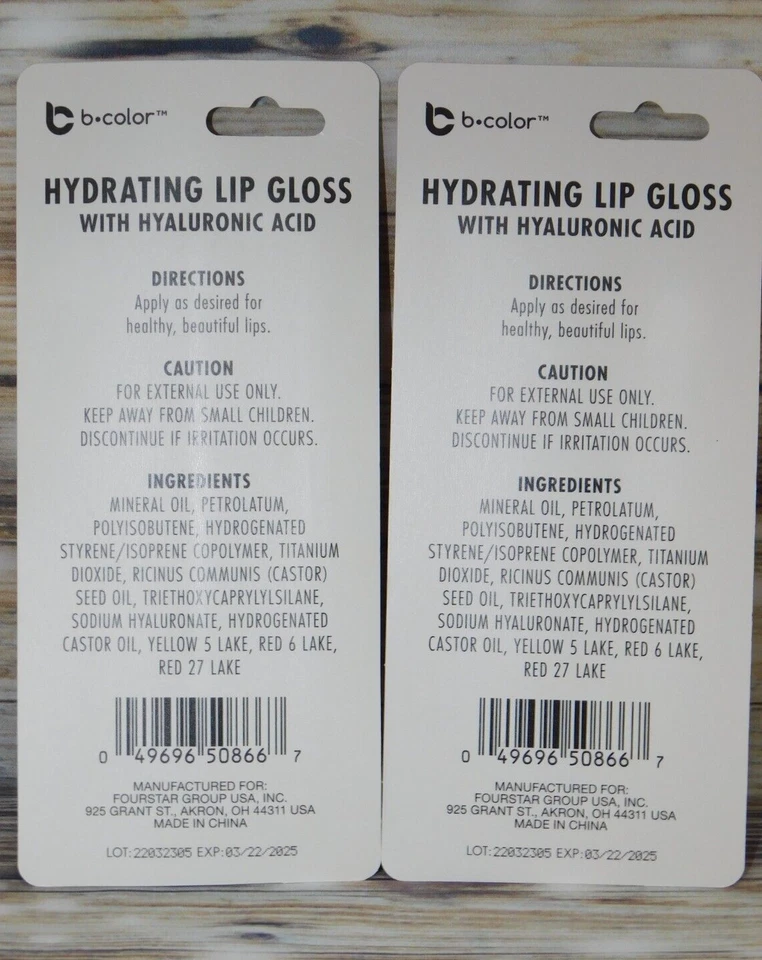 b•color™
HYDRATING LIP GLOSS
WITH HYALURONIC ACID
DIRECTIONS
Apply as desired for
healthy, beautiful lips.
CAUTION
FOR EXTERNAL USE ONLY.
KEEP AWAY FROM SMALL CHILDREN.
DISCONTINUE IF IRRITATION OCCURS.
INGREDIENTS
MINERAL OIL, PETROLATUM,
POLYISOBUTENE, HYDROGENATED
STYRENE/ISOPRENE COPOLYMER, TITANIUM
DIOXIDE, RICINUS COMMUNIS (CASTOR)
SEED OIL, TRIETHOXYCAPRYLYLSILANE,
SODIUM HYALURONATE, HYDROGENATED
CASTOR OIL, YELLOW 5 LAKE, RED 6 LAKE,
RED 27 LAKE
0 49696 50866 7
MANUFACTURED FOR:
FOURSTAR GROUP USA, INC.
925 GRANT ST., AKRON, OH 44311 USA
MADE IN CHINA
LOT: 22032305 EXP: 03/22/2025
b•color™
HYDRATING LIP GLOSS
WITH HYALURONIC ACID
DIRECTIONS
Apply as desired for
healthy, beautiful lips.
CAUTION
FOR EXTERNAL USE ONLY.
KEEP AWAY FROM SMALL CHILDREN.
DISCONTINUE IF IRRITATION OCCURS.
INGREDIENTS
MINERAL OIL, PETROLATUM,
POLYISOBUTENE, HYDROGENATED
STYRENE/ISOPRENE COPOLYMER, TITANIUM
DIOXIDE, RICINUS COMMUNIS (CASTOR)
SEED OIL, TRIETHOXYCAPRYLYLSILANE,
SODIUM HYALURONATE, HYDROGENATED
CASTOR OIL, YELLOW 5 LAKE, RED 6 LAKE,
RED 27 LAKE
0 49696 50866 7
MANUFACTURED FOR:
FOURSTAR GROUP USA, INC.
925 GRANT ST., AKRON, OH 44311 USA
MADE IN CHINA
LOT: 22032305 EXP: 03/22/2025